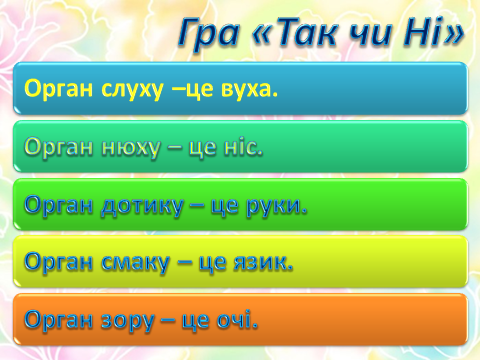 Гра «Так чи Ні»
Орган слуху –це вуха.
Орган нюху – це ніс.
Орган дотику – це руки.
Орган смаку – це язик.
Орган зору – це очі.